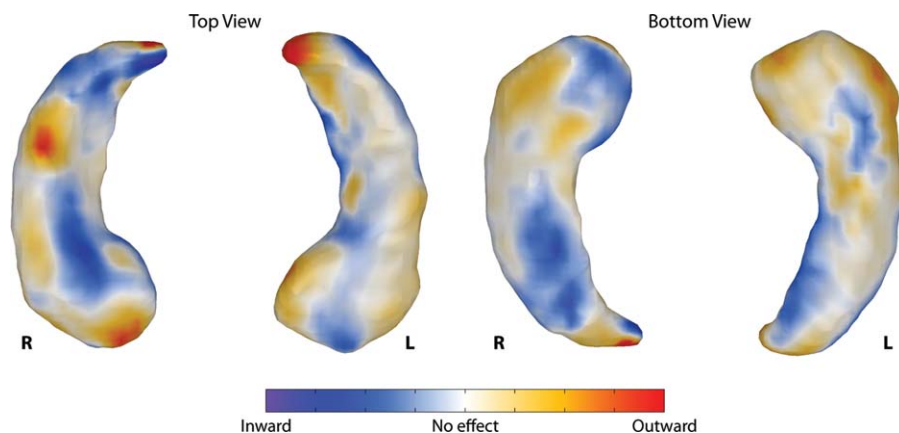 Top View
Bottom View
R
L
R
L
Inward
No effect
Outward